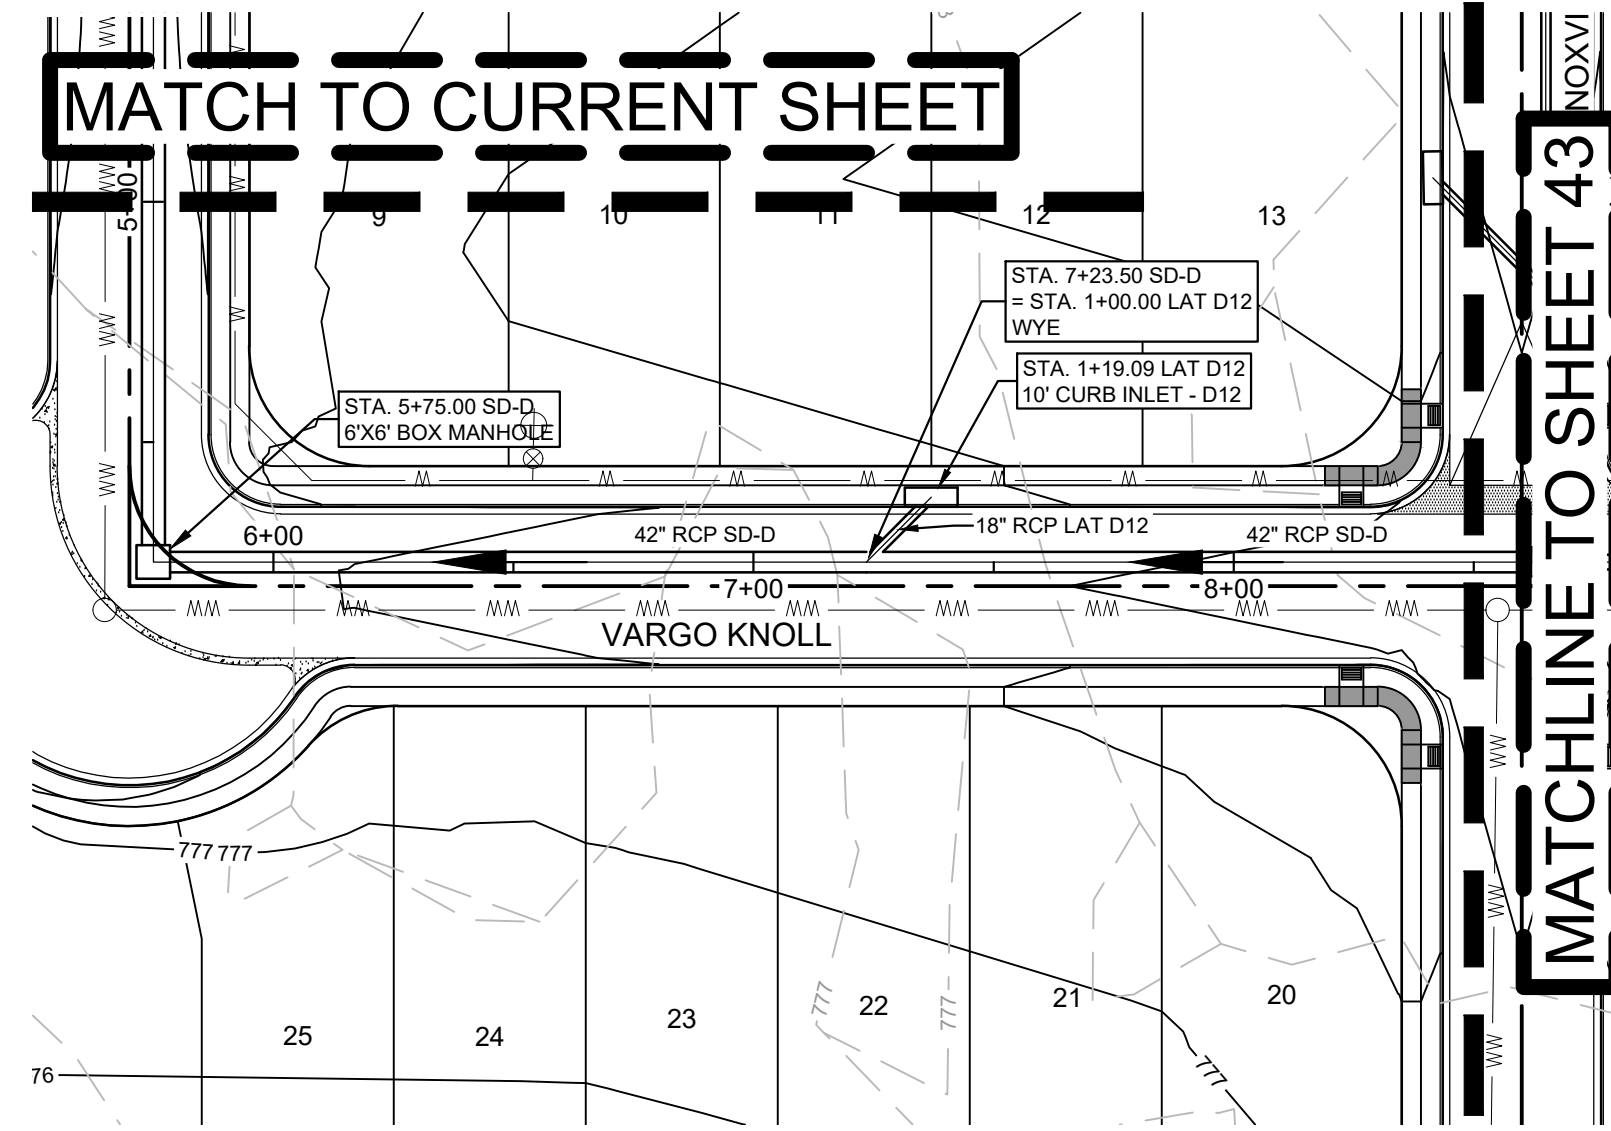 MATCH TO CURRENT SHEET
NOXVI
MATCHLINE TO SHEET 43
5+00
9
10
11
12
13
STA. 7+23.50 SD-D
= STA. 1+00.00 LAT D12
WYE
STA. 1+19.09 LAT D12
10' CURB INLET - D12
STA. 5+75.00 SD-D
6'X6' BOX MANHOLE
6+00
42" RCP SD-D
18" RCP LAT D12
42" RCP SD-D
7+00
8+00
VARGO KNOLL
777
777
25
24
23
22
21
20
777
777
777
76